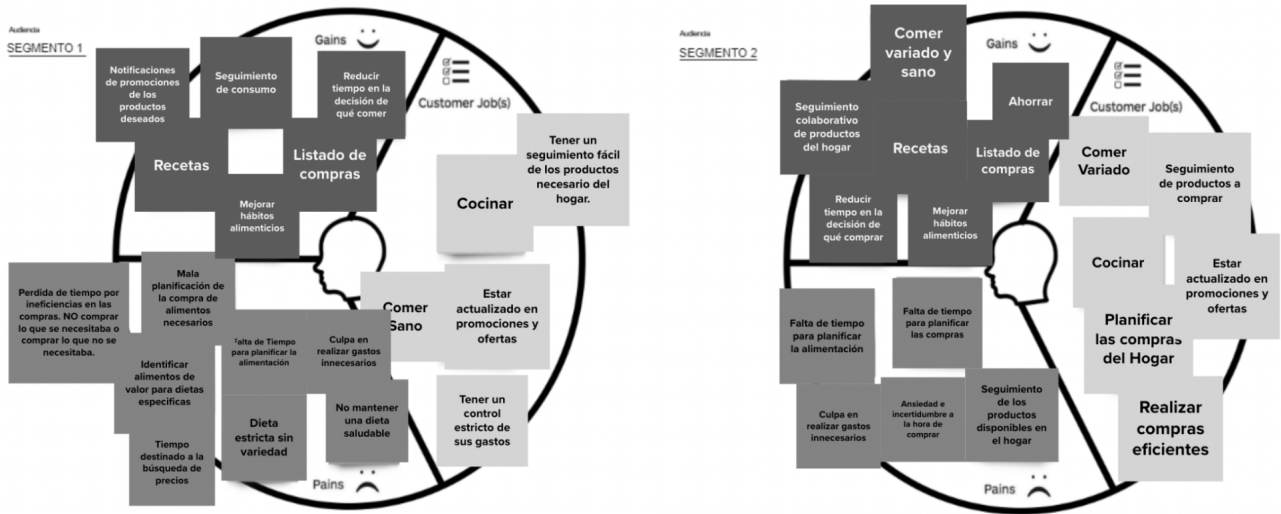 Audiencia
SEGMENTO 1
Gains
Customer Job(s)
Notificaciones
de promociones
de los
productos
deseados
Seguimiento
de consumo
Reducir
tiempo en la
decisión de
qué comer
Recetas
Listado de
compras
Mejorar
hábitos
alimenticios
Tener un
seguimiento fácil
de los productos
necesario del
hogar.
Cocinar
Comer
Sano
Estar
actualizado en
promociones y
ofertas
Tener un
control
estricto de
sus gastos
Perdida de tiempo por
ineficiencias en las
compras. NO comprar
lo que se necesitaba o
comprar lo que no se
necesitaba.
Mala
planificación de
la compra de
alimentos
necesarios
Identificar
alimentos de
valor para dietas
especificas
Falta de Tiempo
para planificar la
alimentación
Culpa en
realizar gastos
innecesarios
Tiempo
destinado a la
búsqueda de
precios
Dieta
estricta sin
variedad
No mantener
una dieta
saludable
Pains
Audiencia
SEGMENTO 2
Gains
Customer Job(s)
Comer
variado y
sano
Seguimiento
colaborativo
de productos
del hogar
Recetas
Ahorrar
Listado de
compras
Reducir
tiempo en la
decisión de
qué comprar
Mejorar
hábitos
alimenticios
Comer
Variado
Seguimiento
de productos a
comprar
Cocinar
Estar
actualizado en
promociones y
ofertas
Planificar
las compras
del Hogar
Realizar
compras
eficientes
Falta de tiempo
para planificar
la alimentación
Falta de tiempo
para planificar
las compras
Culpa en
realizar gastos
innecesarios
Ansiedad e
incertidumbre a
la hora de
comprar
Seguimiento
de los
productos
disponibles en
el hogar
Pains